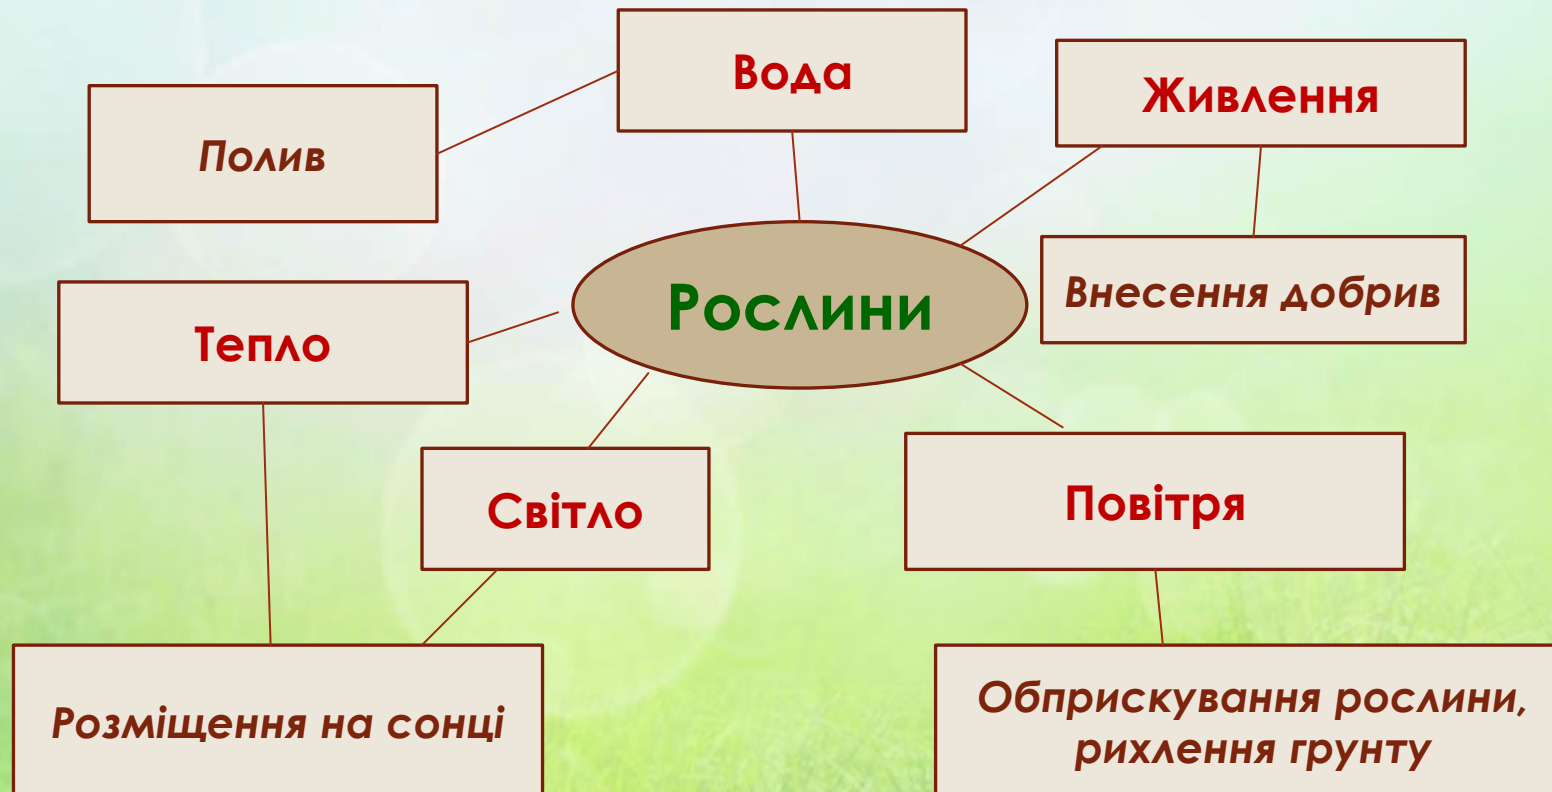 Вода
Живлення
Полив
Рослини
Внесення добрив
Тепло
Світло
Повітря
Розміщення на сонці
Обприскування рослини,
рихлення грунту